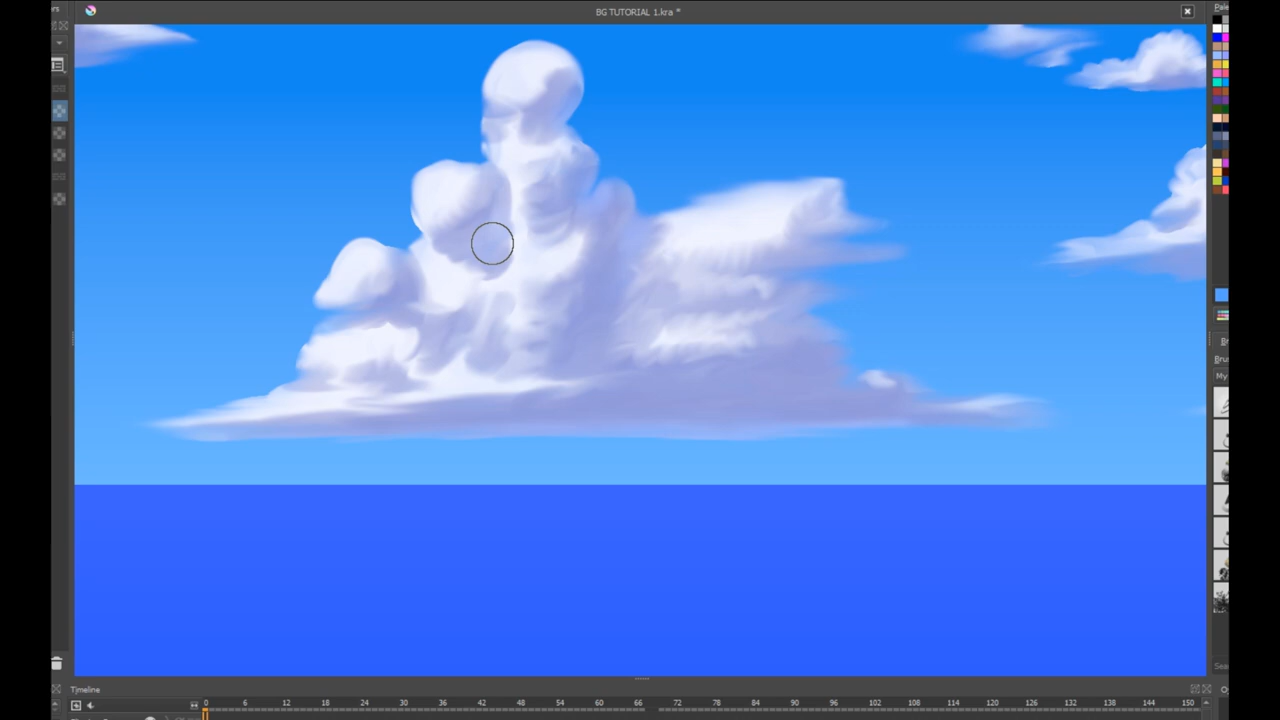 BG TUTORIAL 1.kra *
My
Timeline
0 6 12 18 24 30 36 42 48 54 60 66 72 78 84 90 96 102 108 114 120 126 132 138 144 150